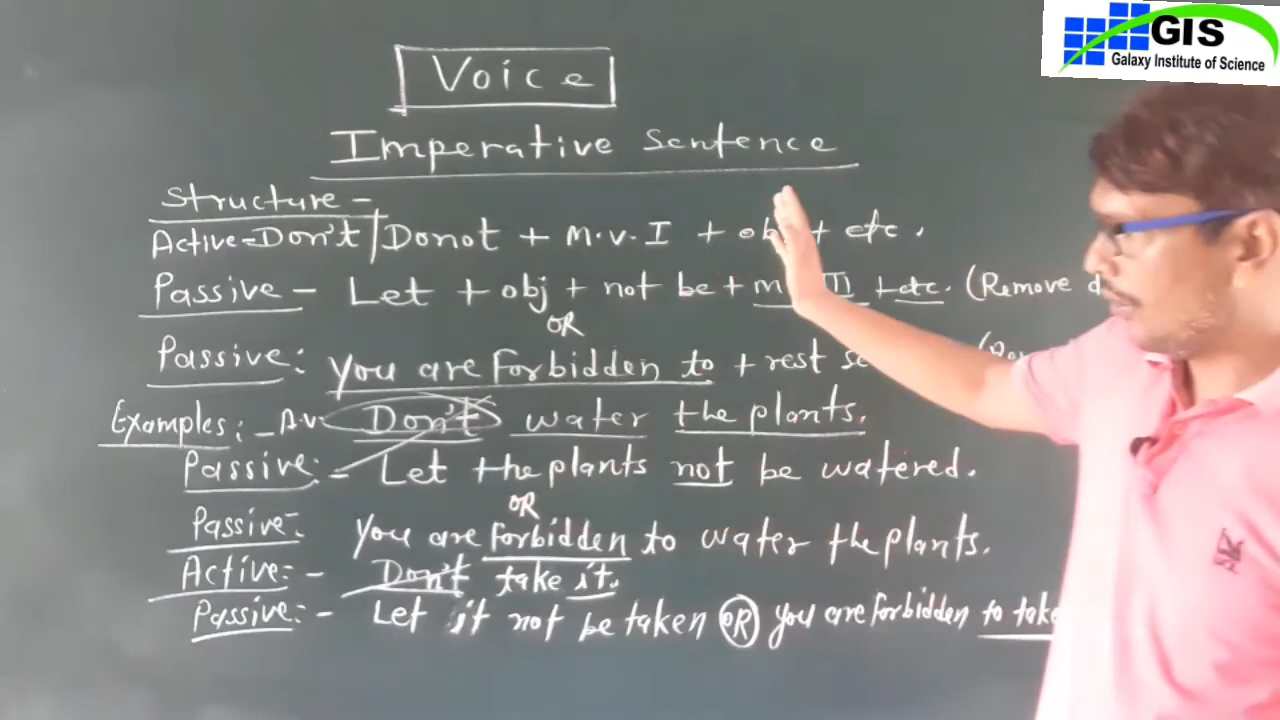 GIS
Galaxy Institute of Science
Voice
Imperative Sentence
Structure -
Active = Don't / Donot + M.V.I + obj + etc.
Passive - Let + obj + not be + etc. (Remove
OR
Passive: You are Forbidden to + rest
Examples: - A.V. Don't water the plants.
Passive: - Let the plants not be watered.
OR
Passive:- You are Forbidden to water the plants.
Active: - Don't take it.
Passive: - Let it not be taken OR You are Forbidden to take